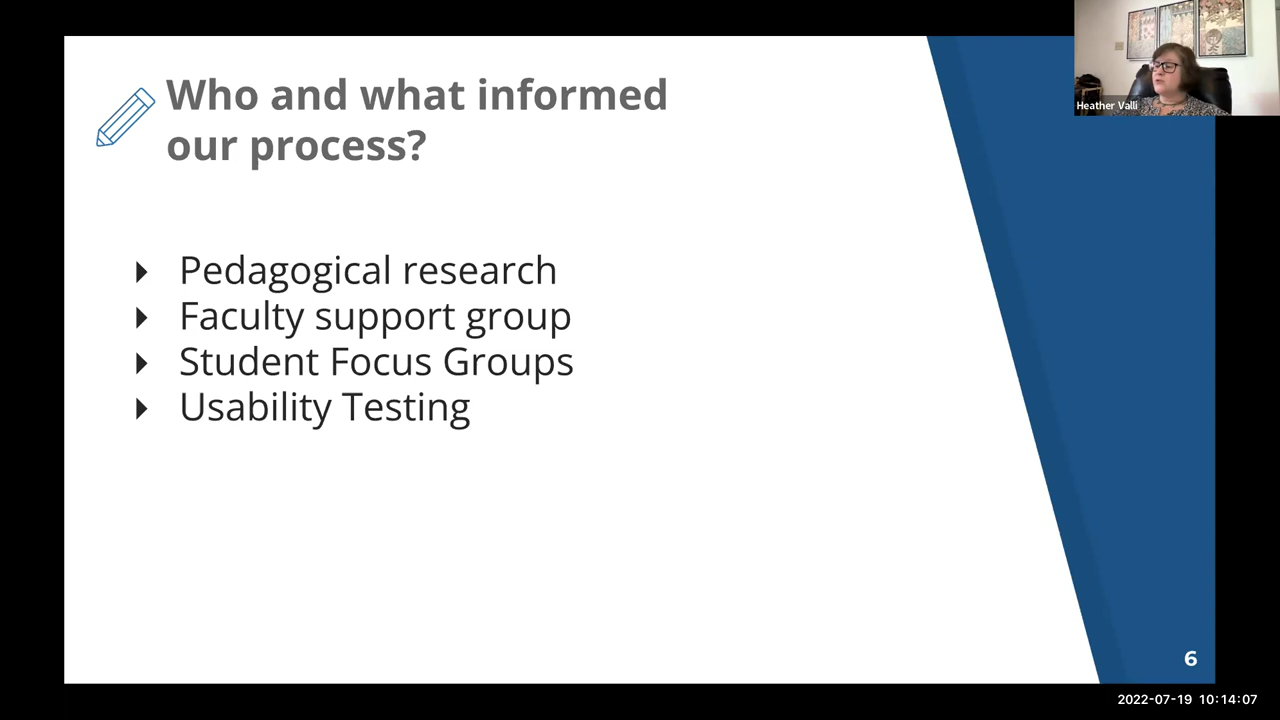 Who and what informed
our process?
Pedagogical research
Faculty support group
Student Focus Groups
Usability Testing
Heather Valli
6
2022-07-19 10:14:07